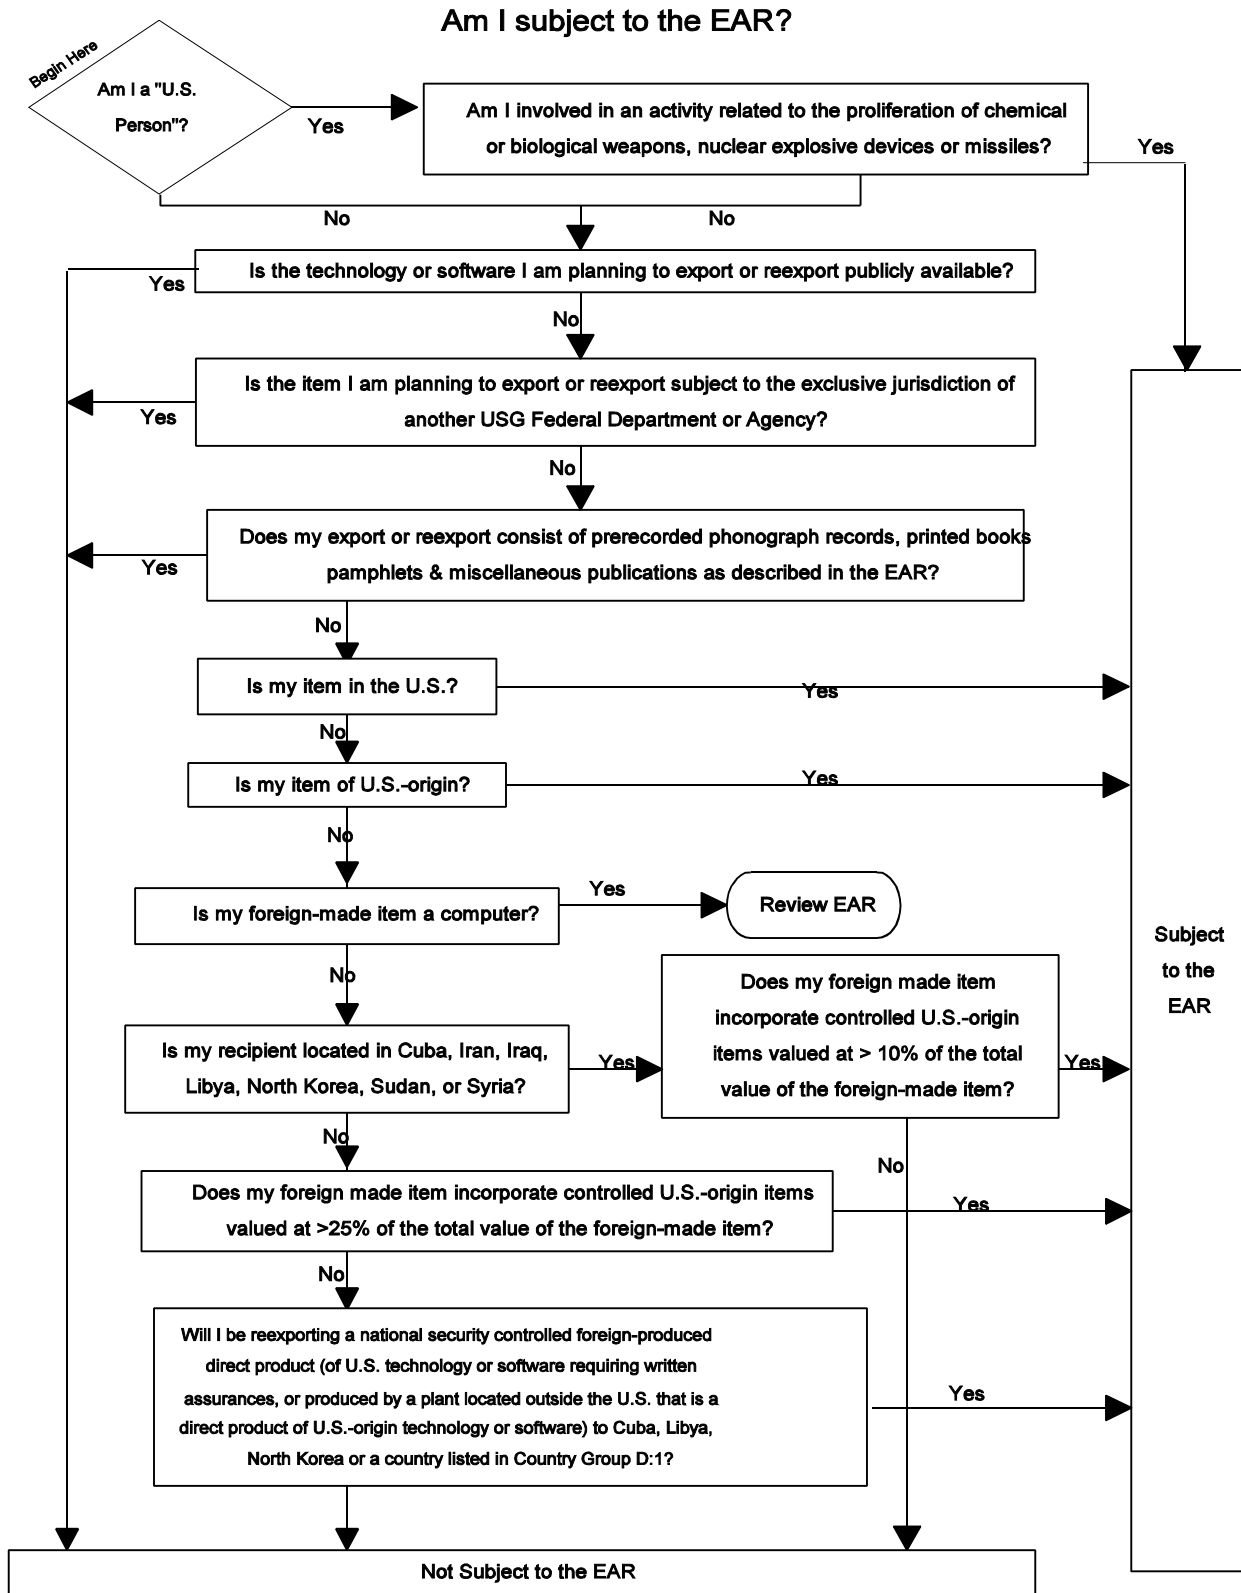 Am I subject to the EAR?
Begin Here
Am I a "U.S.
Person"?
Yes
Am I involved in an activity related to the proliferation of chemical
or biological weapons, nuclear explosive devices or missiles?
Yes
No
No
Is the technology or software I am planning to export or reexport publicly available?
Yes
No
Is the item I am planning to export or reexport subject to the exclusive jurisdiction of
another USG Federal Department or Agency?
Yes
No
Does my export or reexport consist of prerecorded phonograph records, printed books
pamphlets & miscellaneous publications as described in the EAR?
Yes
No
Is my item in the U.S.?
Yes
No
Is my item of U.S.-origin?
Yes
No
Is my foreign-made item a computer?
Yes
Review EAR
No
Subject
to the
EAR
Is my recipient located in Cuba, Iran, Iraq,
Libya, North Korea, Sudan, or Syria?
Yes
Does my foreign made item
incorporate controlled U.S.-origin
items valued at > 10% of the total
value of the foreign-made item?
Yes
No
No
Does my foreign made item incorporate controlled U.S.-origin items
valued at >25% of the total value of the foreign-made item?
Yes
No
Will I be reexporting a national security controlled foreign-produced
direct product (of U.S. technology or software requiring written
assurances, or produced by a plant located outside the U.S. that is a
direct product of U.S.-origin technology or software) to Cuba, Libya,
North Korea or a country listed in Country Group D:1?
Yes
Not Subject to the EAR